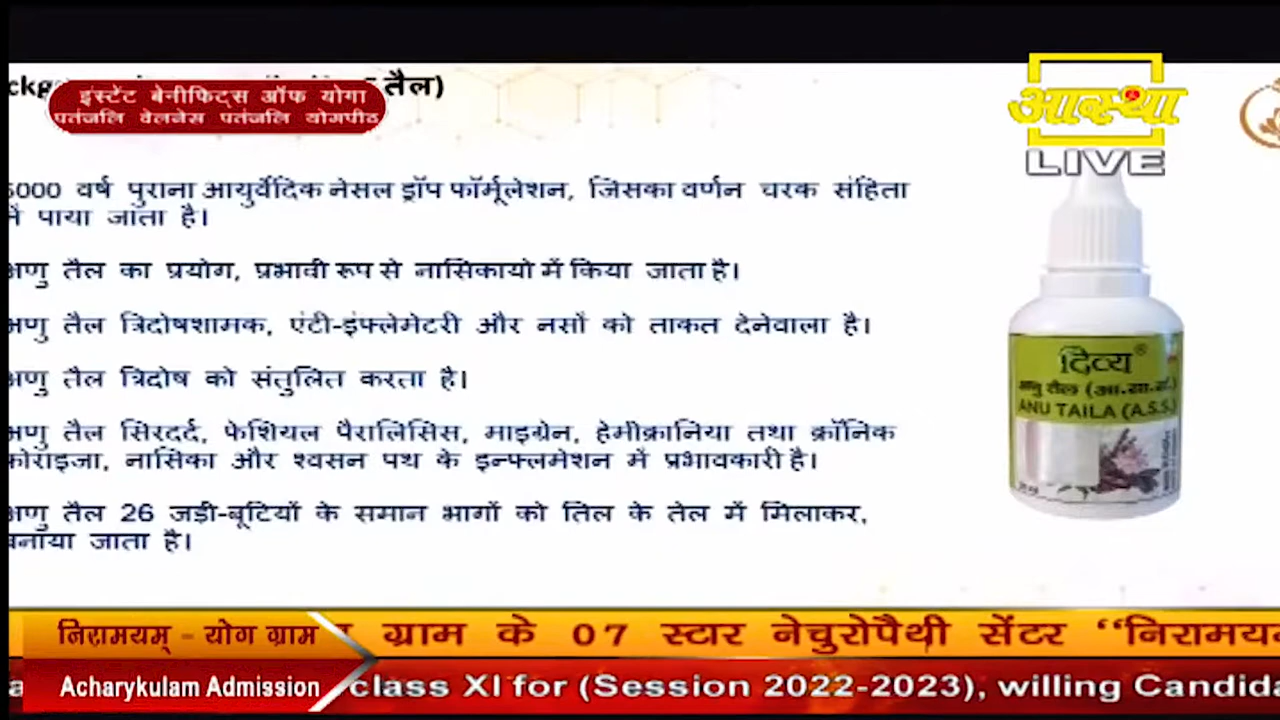 तैल)
इंस्टेंट बेनीफिट्स ऑफ योगा
पतंजलि वेलनेस पतंजलि योगपीठ
आस्था
LIVE
5000 वर्ष पुराना आयुर्वेदिक नेसल ड्रॉप फॉर्मूलेशन, जिसका वर्णन चरक संहिता
में पाया जाता है।
अणु तैल का प्रयोग, प्रभावी रूप से नासिकायो में किया जाता है।
अणु तैल त्रिदोषशामक, एंटी-इंफ्लेमेटरी और नसों को ताकत देनेवाला है।
अणु तैल त्रिदोष को संतुलित करता है।
अणु तैल सिरदर्द, फेशियल पैरालिसिस, माइग्रेन, हेमीक्रानिया तथा क्रॉनिक
कोराइजा, नासिका और श्वसन पथ के इन्फ्लमेशन में प्रभावकारी है।
अणु तैल 26 जड़ी-बूटियों के समान भागों को तिल के तेल में मिलाकर,
बनाया जाता है।
दिव्य®
अणु तैल (आ.सा.सं.)
ANU TAILA (A.S.S.)
निरामयम् - योग ग्राम
ग्राम के 07 स्टार नेचुरोपैथी सेंटर “निरामयम
Acharykulam Admission
class XI for (Session 2022-2023), willing Candida